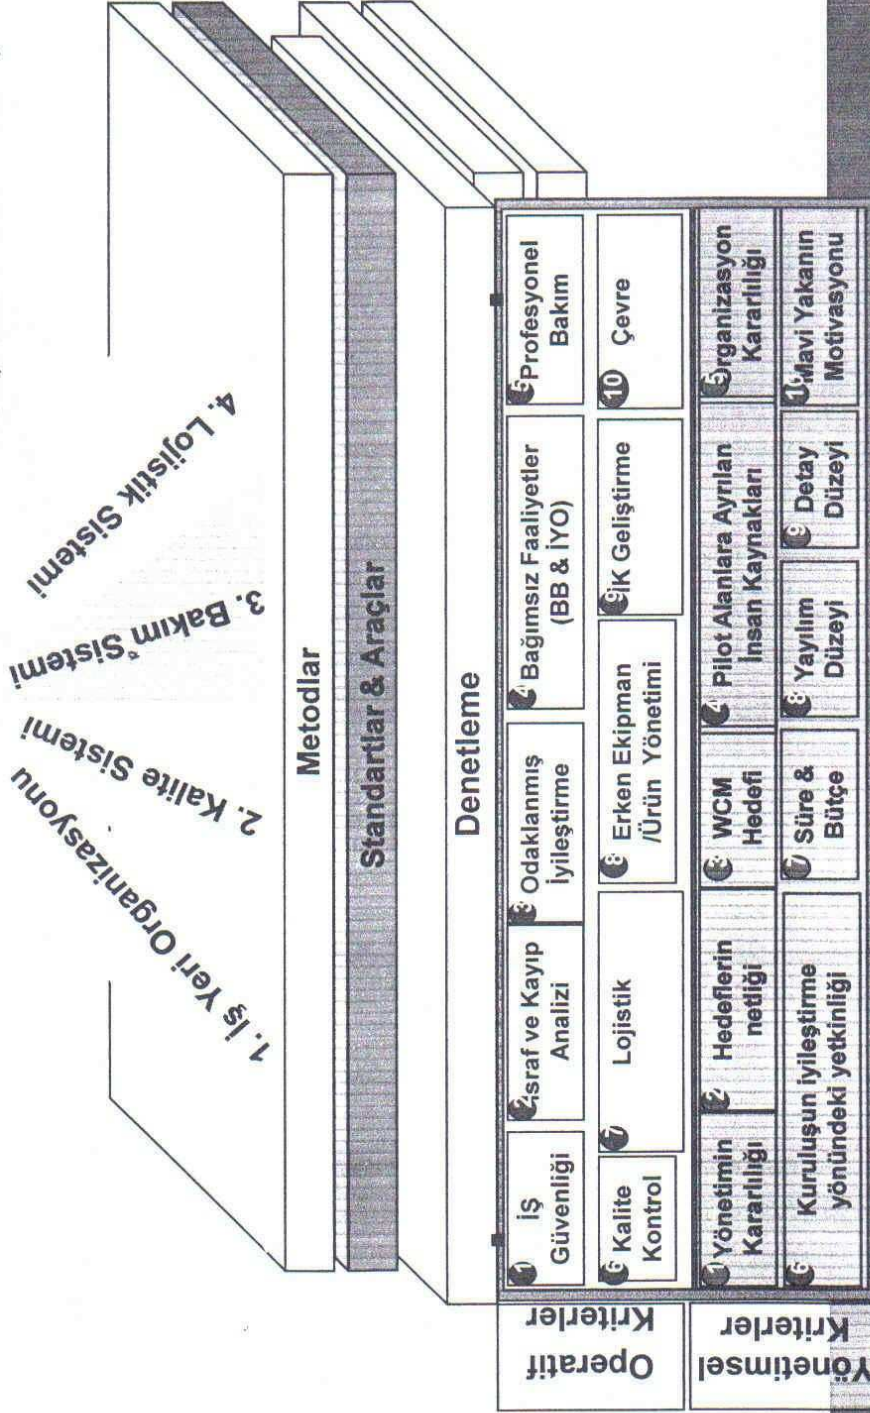 1. İş Yeri Organizasyonu
2. Kalite Sistemi
3. Bakım Sistemi
4. Lojistik Sistemi
Metodlar
Standartlar & Araçlar
Denetleme
Operatif
Kriterler
1 İŞ
Güvenliği
2 İsraf ve Kayıp
Analizi
3 Odaklanmış
İyileştirme
4 Bağımsız Faaliyetler
(BB & İYO)
5 Profesyonel
Bakım
6 Kalite
Kontrol
7 Lojistik
8 Erken Ekipman
/Ürün Yönetimi
9 İK Geliştirme
10 Çevre
Yönetimsel
Kriterler
1 Yönetimin
Kararlılığı
2 Hedeflerin
netliği
3 WCM
Hedefi
4 Pilot Alanlara Ayrılan
İnsan Kaynakları
5 Organizasyon
Kararlılığı
6 Kuruluşun iyileştirme
yönündeki yetkinliği
7 Süre &
Bütçe
8 Yayılım
Düzeyi
9 Detay
Düzeyi
10 Mavi Yakanın
Motivasyonu